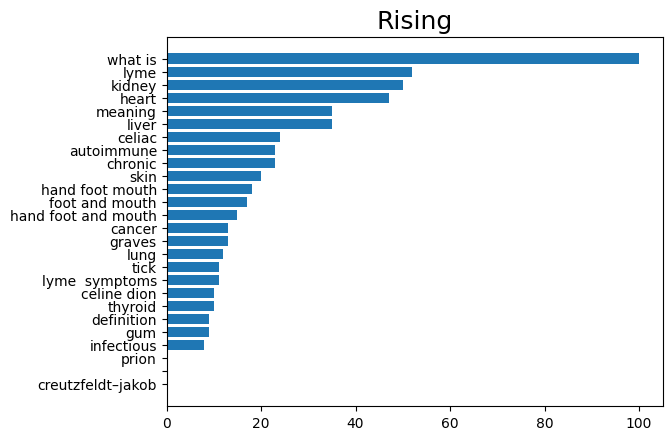 Rising
what is
lyme
kidney
heart
meaning
liver
celiac
autoimmune
chronic
skin
hand foot mouth
foot and mouth
hand foot and mouth
cancer
graves
lung
tick
lyme  symptoms
celine dion
thyroid
definition
gum
infectious
prion
creutzfeldt–jakob
0 20 40 60 80 100